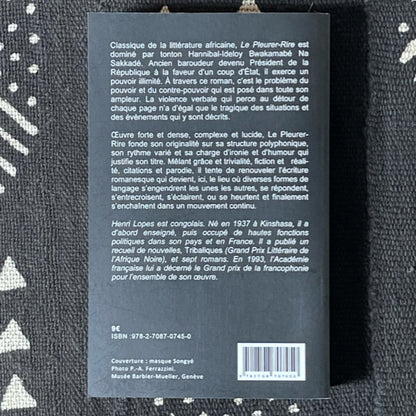 Classique de la littérature africaine, Le Pleurer-Rire est
dominé par tonton Hannibal-Ideloy Bwakamabé Na
Sakkadé. Ancien baroudeur devenu Président de la
République à la faveur d'un coup d'État, il exerce un
pouvoir illimité. À travers ce roman, c'est le problème du
pouvoir et du contre-pouvoir qui est posé dans toute son
ampleur. La violence verbale qui perce au détour de
chaque page n'a d'égal que le tragique des situations et
des évènements qui y sont décrits.
Œuvre forte et dense, complexe et lucide, Le Pleurer-
Rire fonde son originalité sur sa structure polyphonique,
son rythme varié et sa charge d'ironie et d'humour qui
justifie son titre. Mêlant grâce et trivialité, fiction et réali-
té, citations et parodie, il tente de renouveler l'écriture
romanesque qui devient, ici, le lieu où diverses formes de
langage s'engendrent les unes les autres, se répondent,
s'entrecroisent, s'éclairent, ou se heurtent et finalement
s'enchaînent dans un mouvement continu.
Henri Lopes est congolais. Né en 1937 à Kinshasa, il a
d'abord enseigné, puis occupé de hautes fonctions
politiques dans son pays et en France. Il a publié un
recueil de nouvelles, Tribaliques (Grand Prix Littéraire de
l'Afrique Noire), et sept romans. En 1993, l'Académie
française lui a décerné le Grand prix de la francophonie
pour l'ensemble de son œuvre.
9€
ISBN :978-2-7087-0745-0
Couverture : masque Songyé
Photo P.-A. Ferrazzini.
Musée Barbier-Mueller, Genève